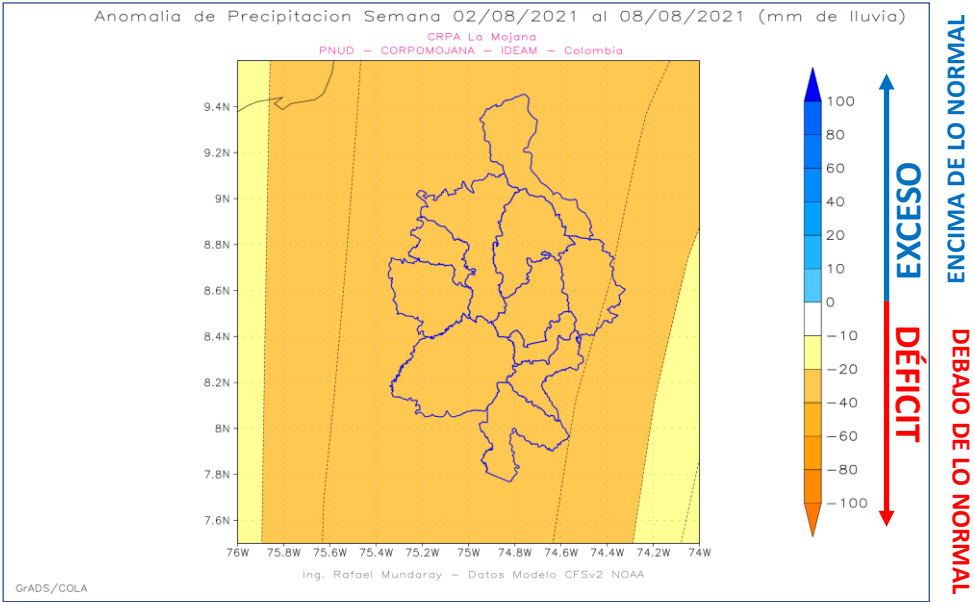 Anomalia de Precipitacion Semana 02/08/2021 al 08/08/2021 (mm de lluvia)
CRPA La Mojana
PNUD – CORPOMOJANA – IDEAM – Colombia
9.4N
9.2N
9N
8.8N
8.6N
8.4N
8.2N
8N
7.8N
7.6N
76W 75.8W 75.6W 75.4W 75.2W 75W 74.8W 74.6W 74.4W 74.2W 74W
100
80
60
40
20
10
0
−10
−20
−40
−60
−80
−100
EXCESO
DÉFICIT
ENCIMA DE LO NORMAL
DEBAJO DE LO NORMAL
Ing. Rafael Mundaray – Datos Modelo CFSv2 NOAA
GrADS/COLA